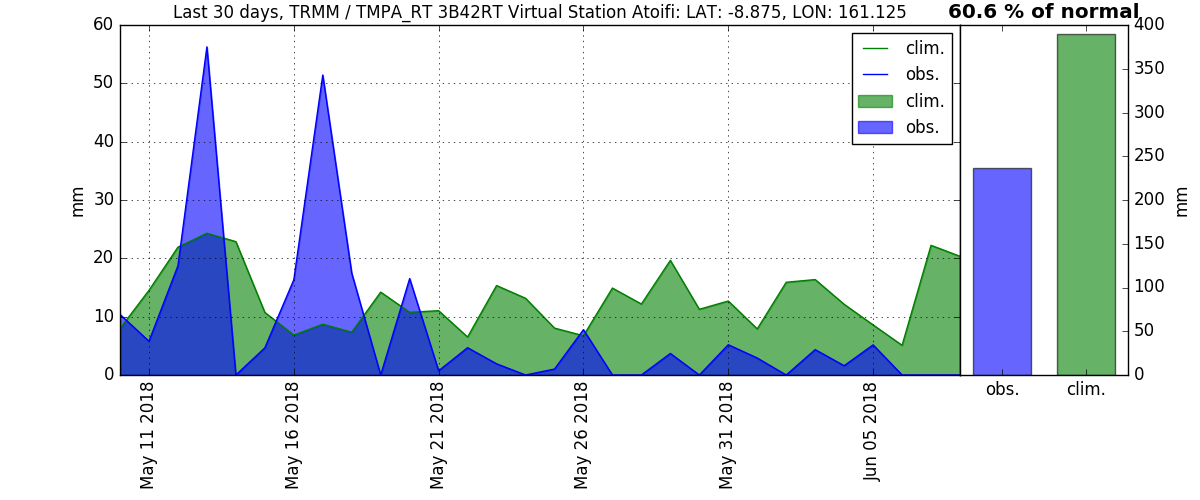 Last 30 days, TRMM / TMPA_RT 3B42RT Virtual Station Atoifi: LAT: -8.875, LON: 161.125
60.6 % of normal
60
50
40
30
20
10
0
mm
clim.
obs.
clim.
obs.
400
350
300
250
200
150
100
50
0
mm
May 11 2018
May 16 2018
May 21 2018
May 26 2018
May 31 2018
Jun 05 2018
obs.
clim.